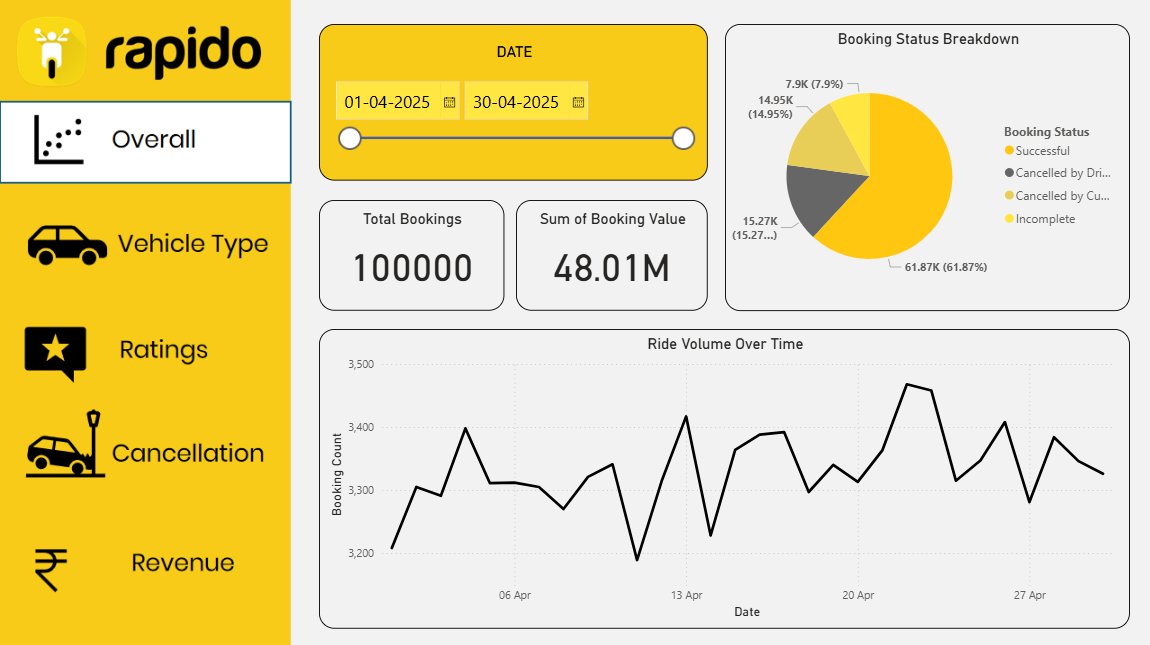 rapido
Overall
Vehicle Type
Ratings
Cancellation
Revenue
DATE
01-04-2025
30-04-2025
Total Bookings
100000
Sum of Booking Value
48.01M
Booking Status Breakdown
7.9K (7.9%)
14.95K
(14.95%)
15.27K
(15.27...)
61.87K (61.87%)
Booking Status
Successful
Cancelled by Dri...
Cancelled by Cu...
Incomplete
Ride Volume Over Time
Booking Count
3,500
3,400
3,300
3,200
06 Apr
13 Apr
20 Apr
27 Apr
Date